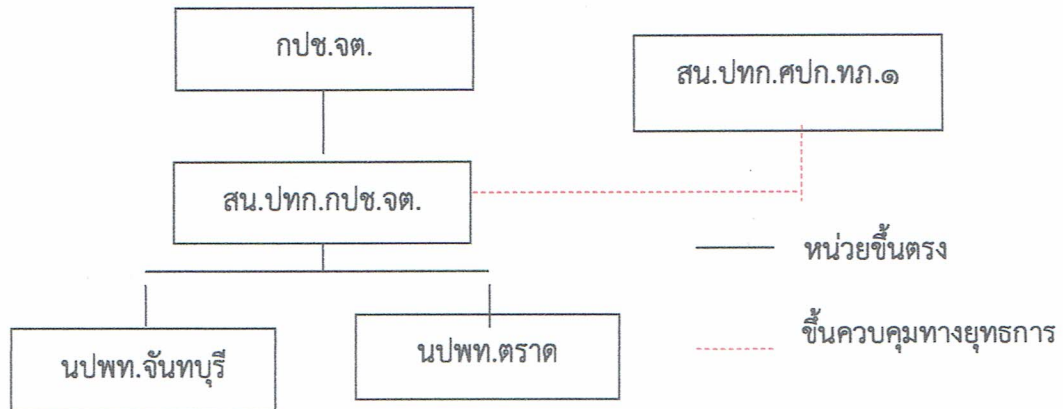 กปช.จต.
สน.ปทก.ศปก.ทภ.๑
สน.ปทก.กปช.จต.
หน่วยขึ้นตรง
ขึ้นควบคุมทางยุทธการ
นปพท.จันทบุรี
นปพท.ตราด